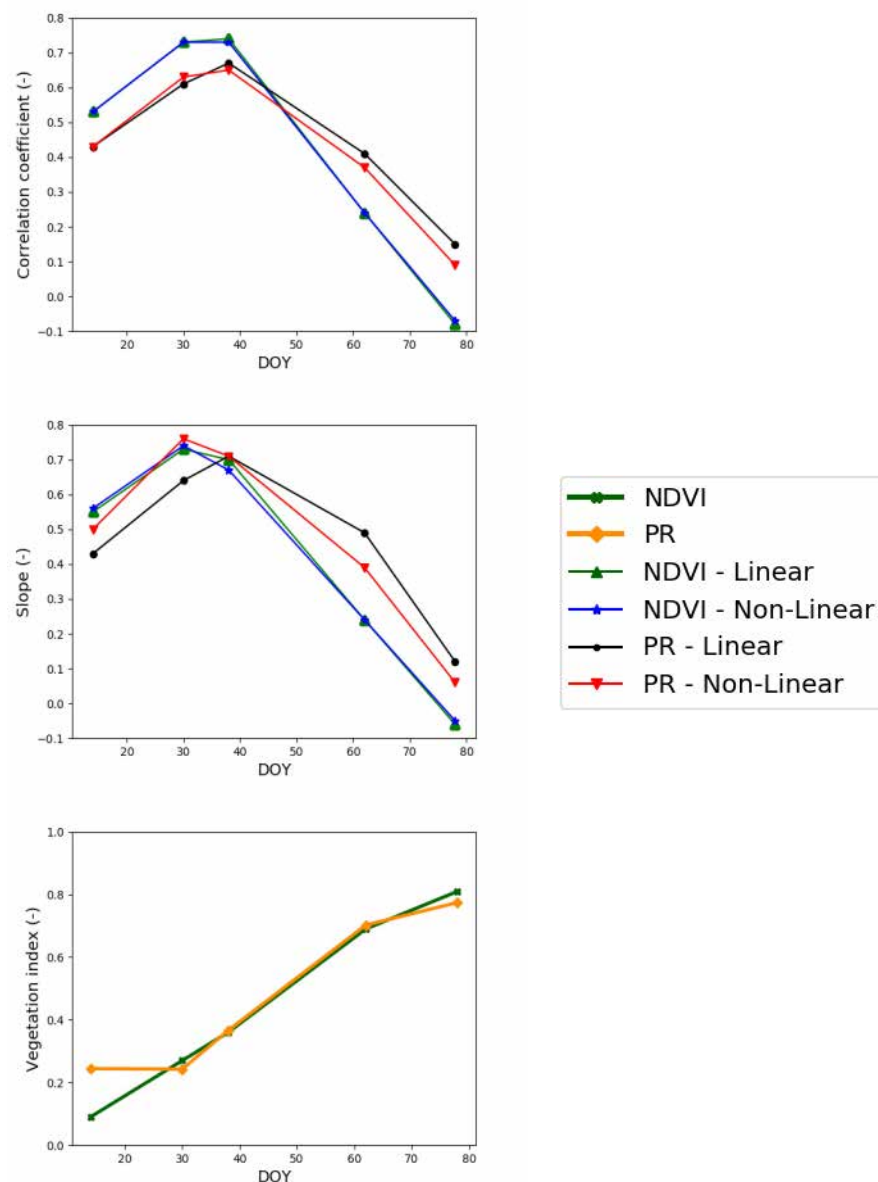 0.8
0.7
0.6
0.5
0.4
0.3
0.2
0.1
0.0
−0.1
Correlation coefficient (-)
20 30 40 50 60 70 80
DOY
0.8
0.7
0.6
0.5
0.4
0.3
0.2
0.1
0.0
−0.1
Slope (-)
20 30 40 50 60 70 80
DOY
NDVI
PR
NDVI - Linear
NDVI - Non-Linear
PR - Linear
PR - Non-Linear
1.0
0.8
0.6
0.4
0.2
0.0
Vegetation index (-)
20 30 40 50 60 70 80
DOY